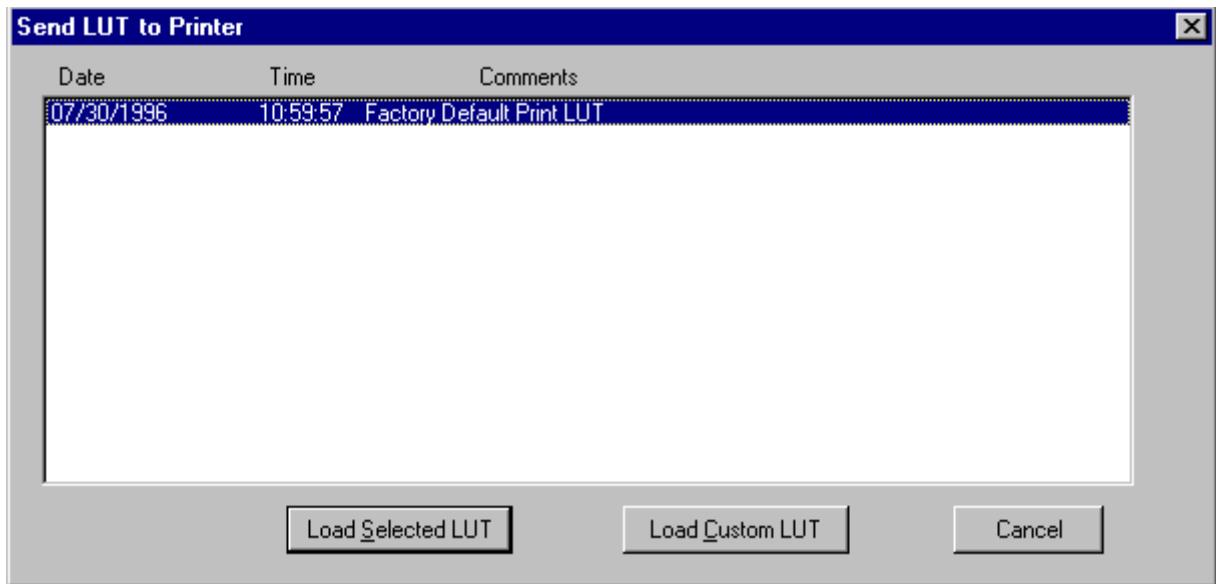 Send LUT to Printer
Date Time Comments
07/30/1996 10:59:57 Factory Default Print LUT
Load Selected LUT Load Custom LUT Cancel